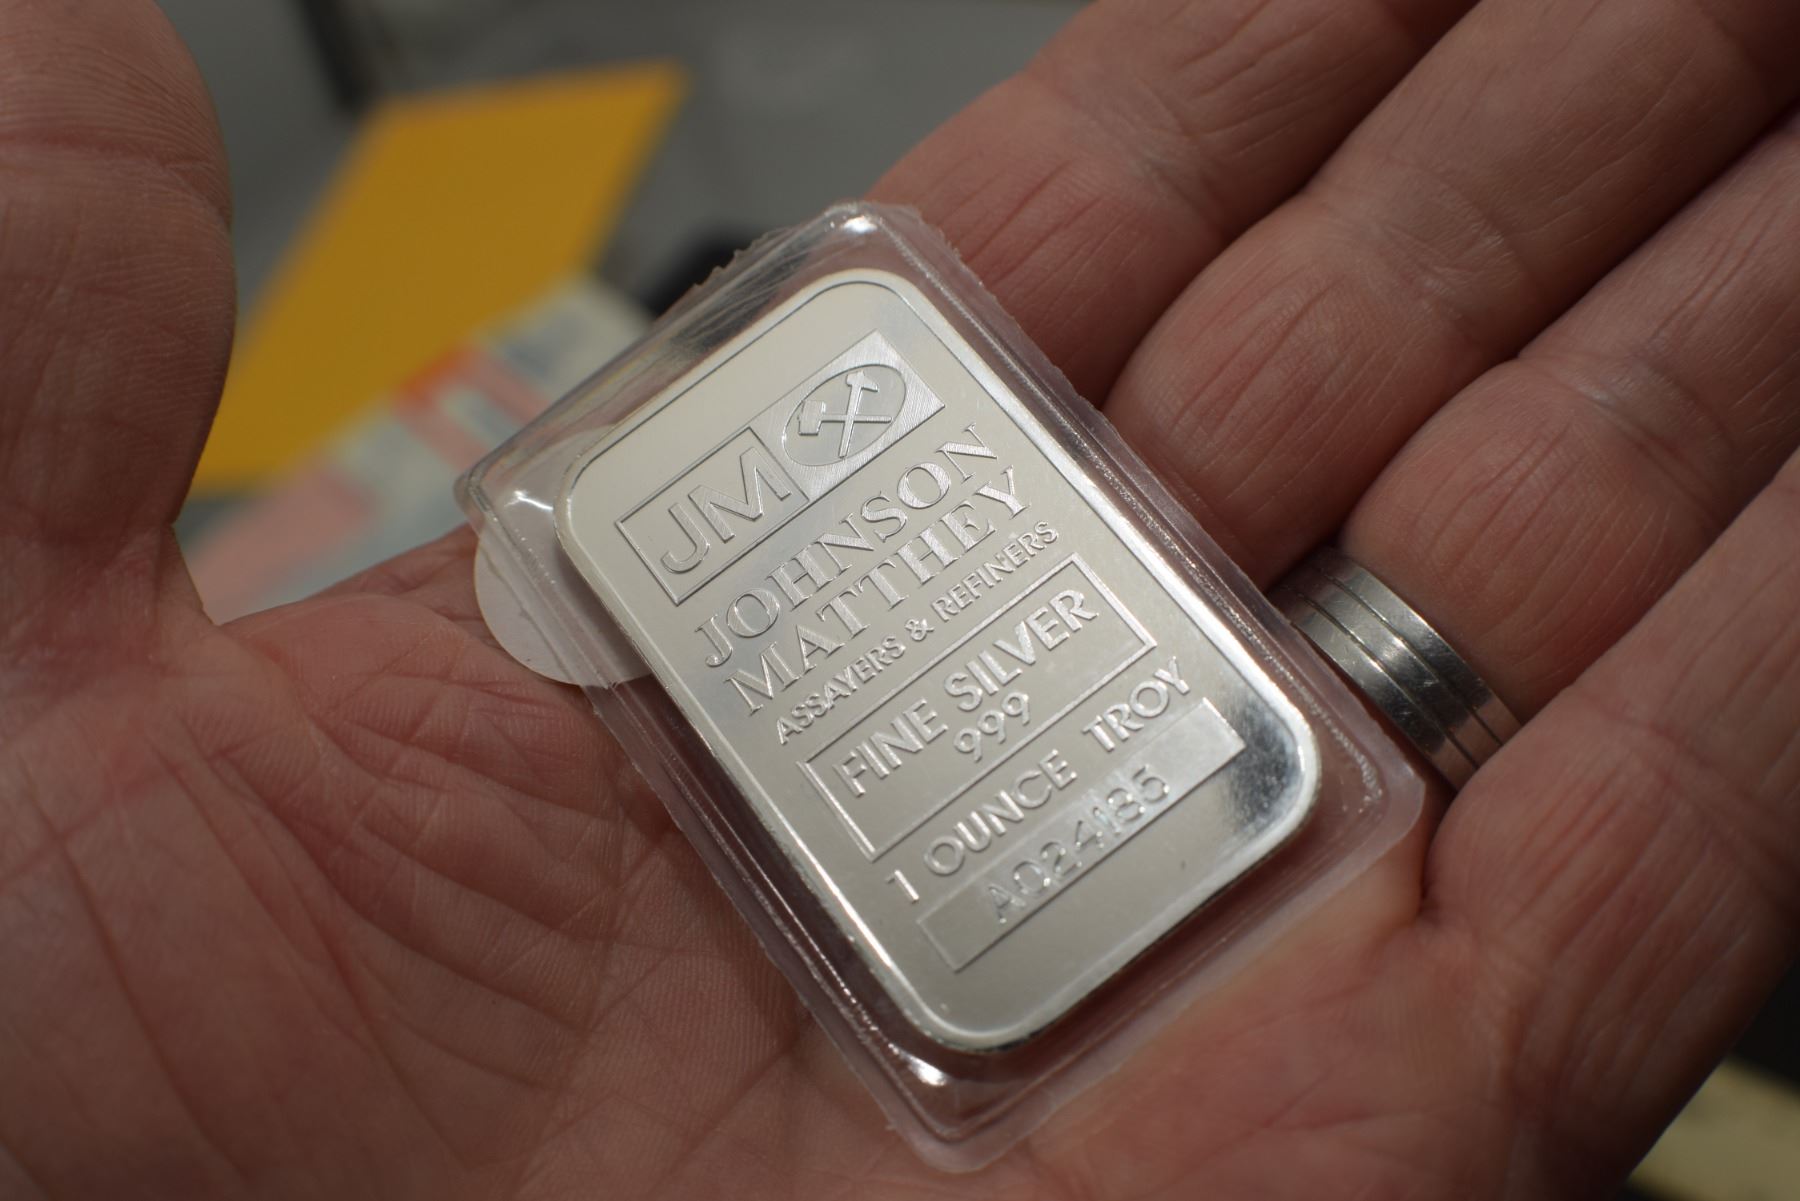 JM
JOHNSON
MATTHEY
ASSAYERS & REFINERS
FINE SILVER
999
1 OUNCE TROY
A024185